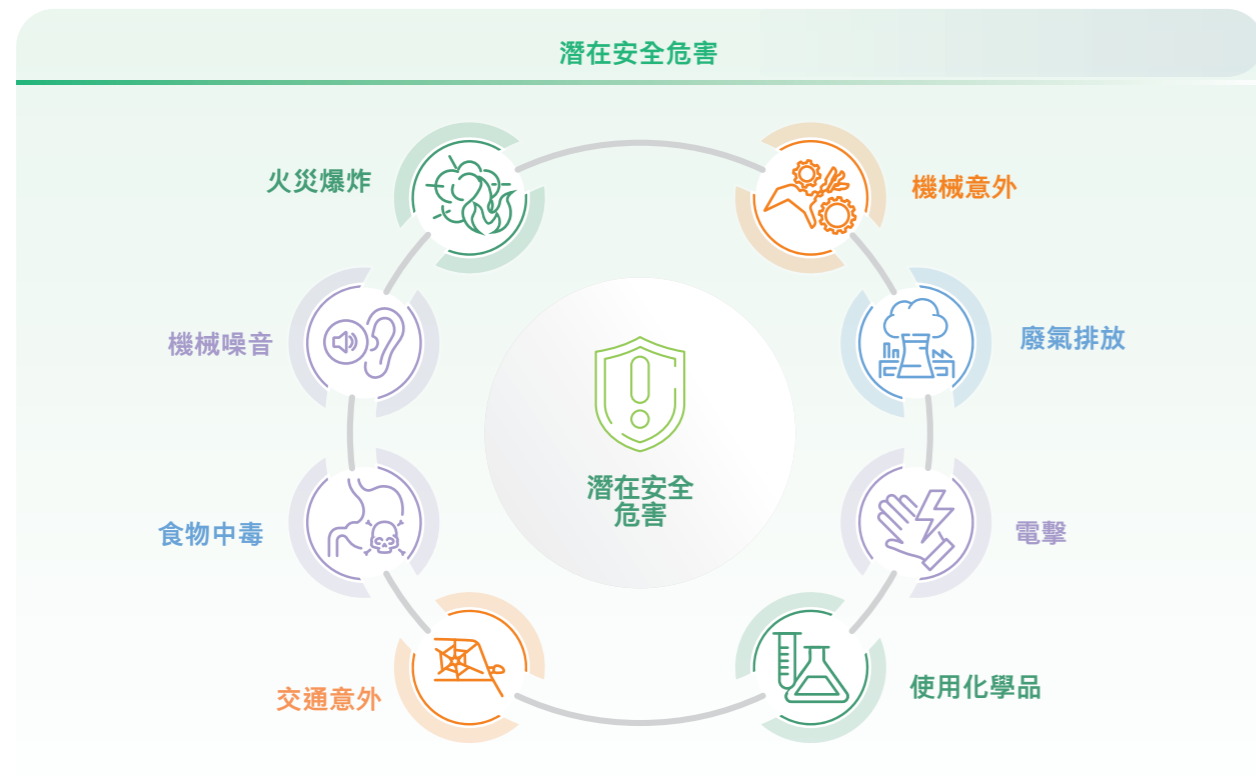 潛在安全危害
火災爆炸
機械意外
機械噪音
廢氣排放
潛在安全
危害
食物中毒
電擊
交通意外
使用化學品